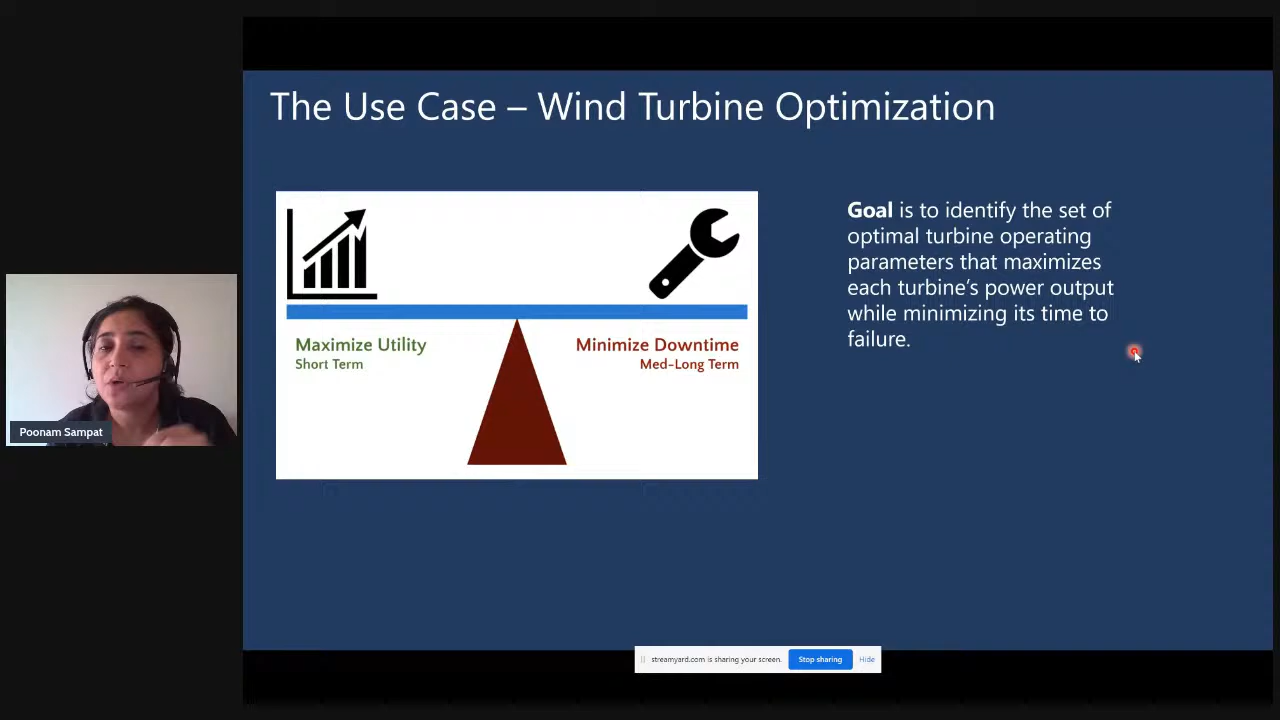 The Use Case – Wind Turbine Optimization
Maximize Utility
Short Term
Minimize Downtime
Med-Long Term
Goal is to identify the set of
optimal turbine operating
parameters that maximizes
each turbine's power output
while minimizing its time to
failure.
Poonam Sampat
streamyard.com is sharing your screen.
Stop sharing
Hide